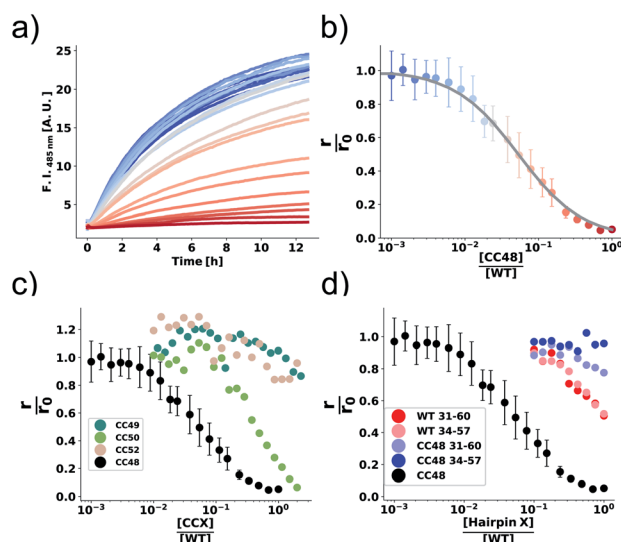 a)
F. I. 485 nm [A. U.]
25
20
15
10
5
0 2 4 6 8 10 12
Time [h]
b)
r
r0
1.0
0.8
0.6
0.4
0.2
0.0
10−3 10−2 10−1 100
[CC48]
[WT]
c)
r
r0
1.2
1.0
0.8
0.6
0.4
0.2
0.0
CC49
CC50
CC52
CC48
10−3 10−2 10−1 100
[CCX]
[WT]
d)
r
r0
1.0
0.8
0.6
0.4
0.2
0.0
WT 31-60
WT 34-57
CC48 31-60
CC48 34-57
CC48
10−3 10−2 10−1 100
[Hairpin X]
[WT]